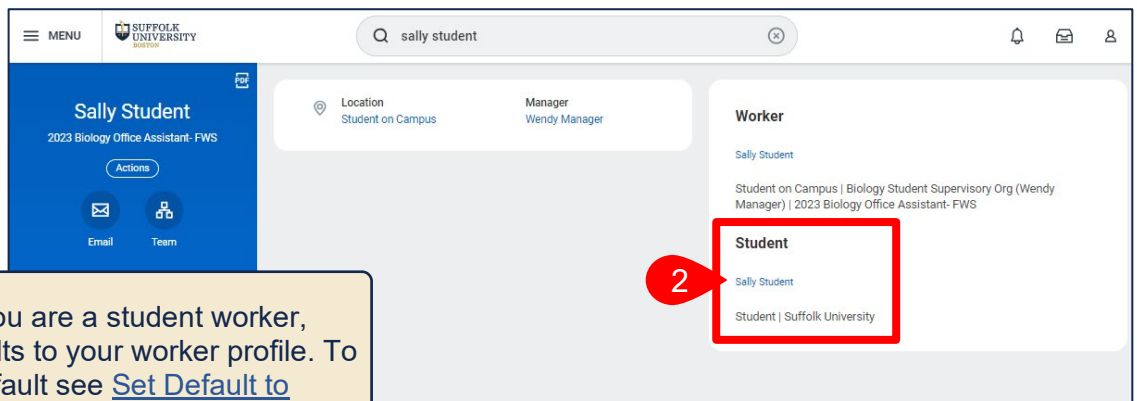 MENU
SUFFOLK
UNIVERSITY
BOSTON
sally student
PDF
Sally Student
2023 Biology Office Assistant- FWS
Actions
Email Team
Location
Student on Campus
Manager
Wendy Manager
Worker
Sally Student
Student on Campus | Biology Student Supervisory Org (Wendy
Manager) | 2023 Biology Office Assistant- FWS
Student
2
Sally Student
Student | Suffolk University
ou are a student worker,
lts to your worker profile. To
fault see Set Default to